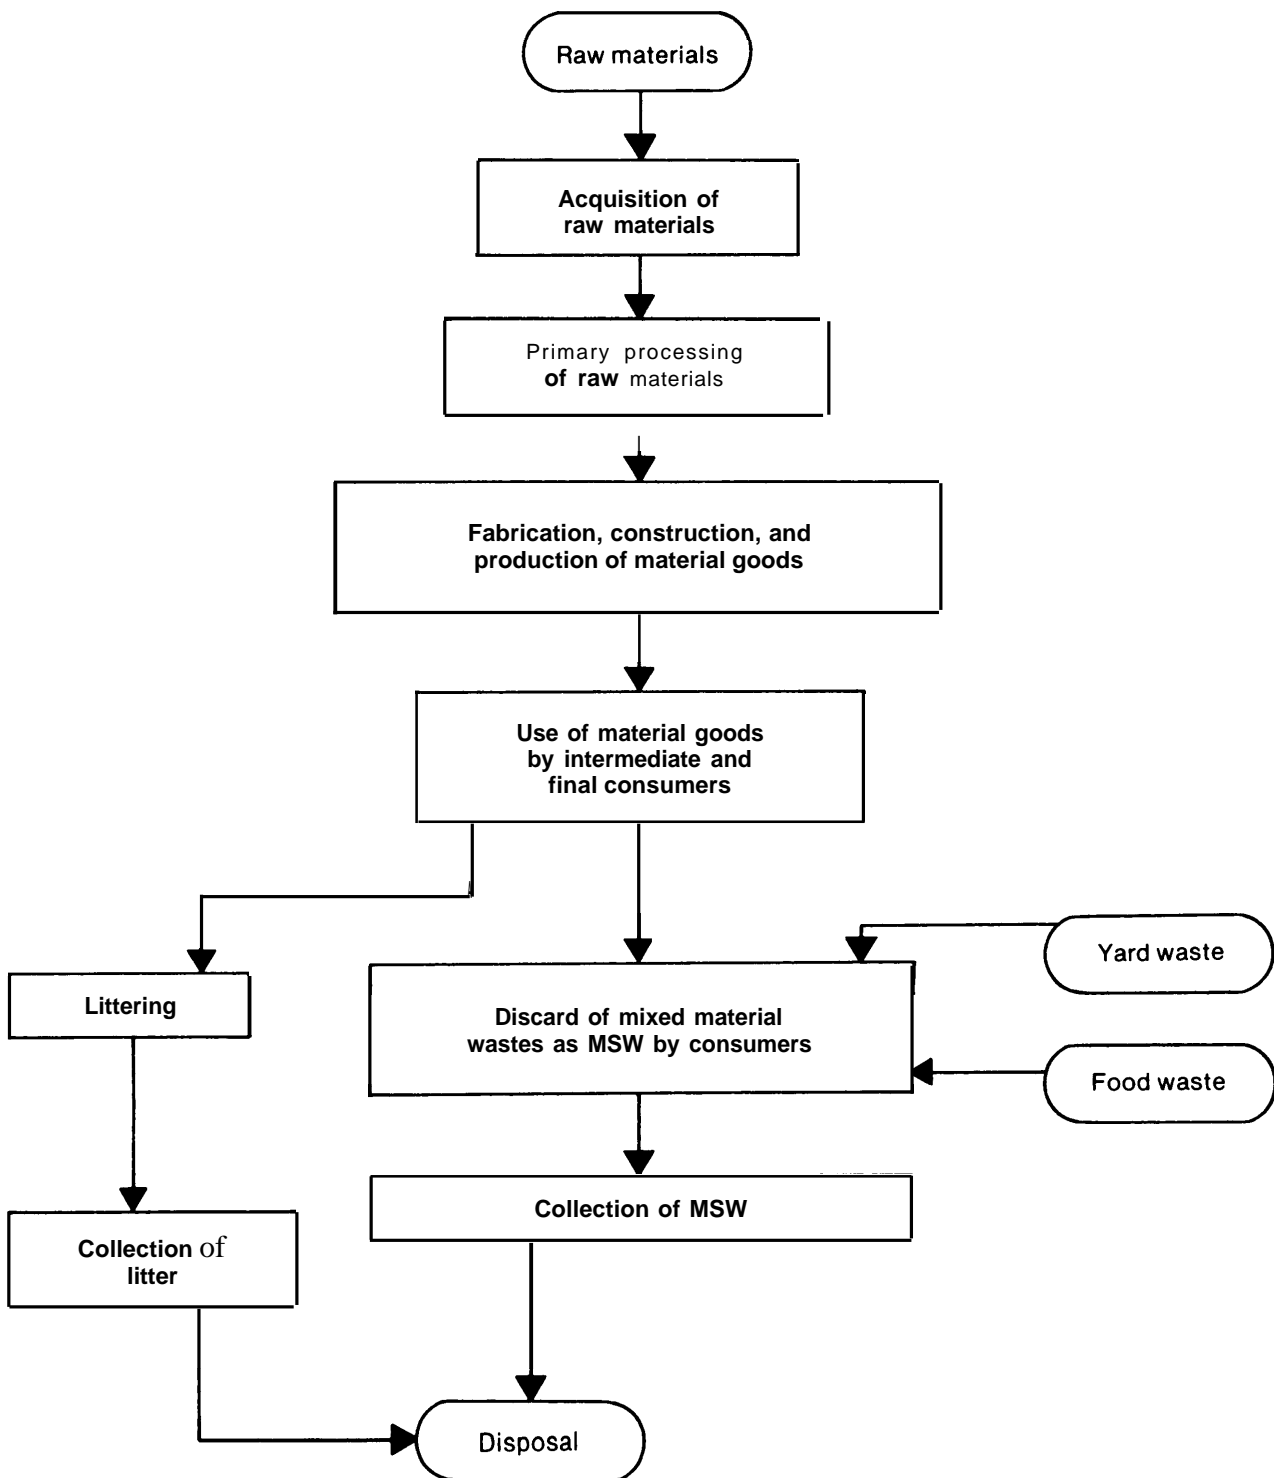 Raw materials
Acquisition of
raw materials
Primary processing
of raw materials
Fabrication, construction, and
production of material goods
Use of material goods
by intermediate and
final consumers
Yard waste
Littering
Discard of mixed material
wastes as MSW by consumers
Food waste
Collection of MSW
Collection of
litter
Disposal